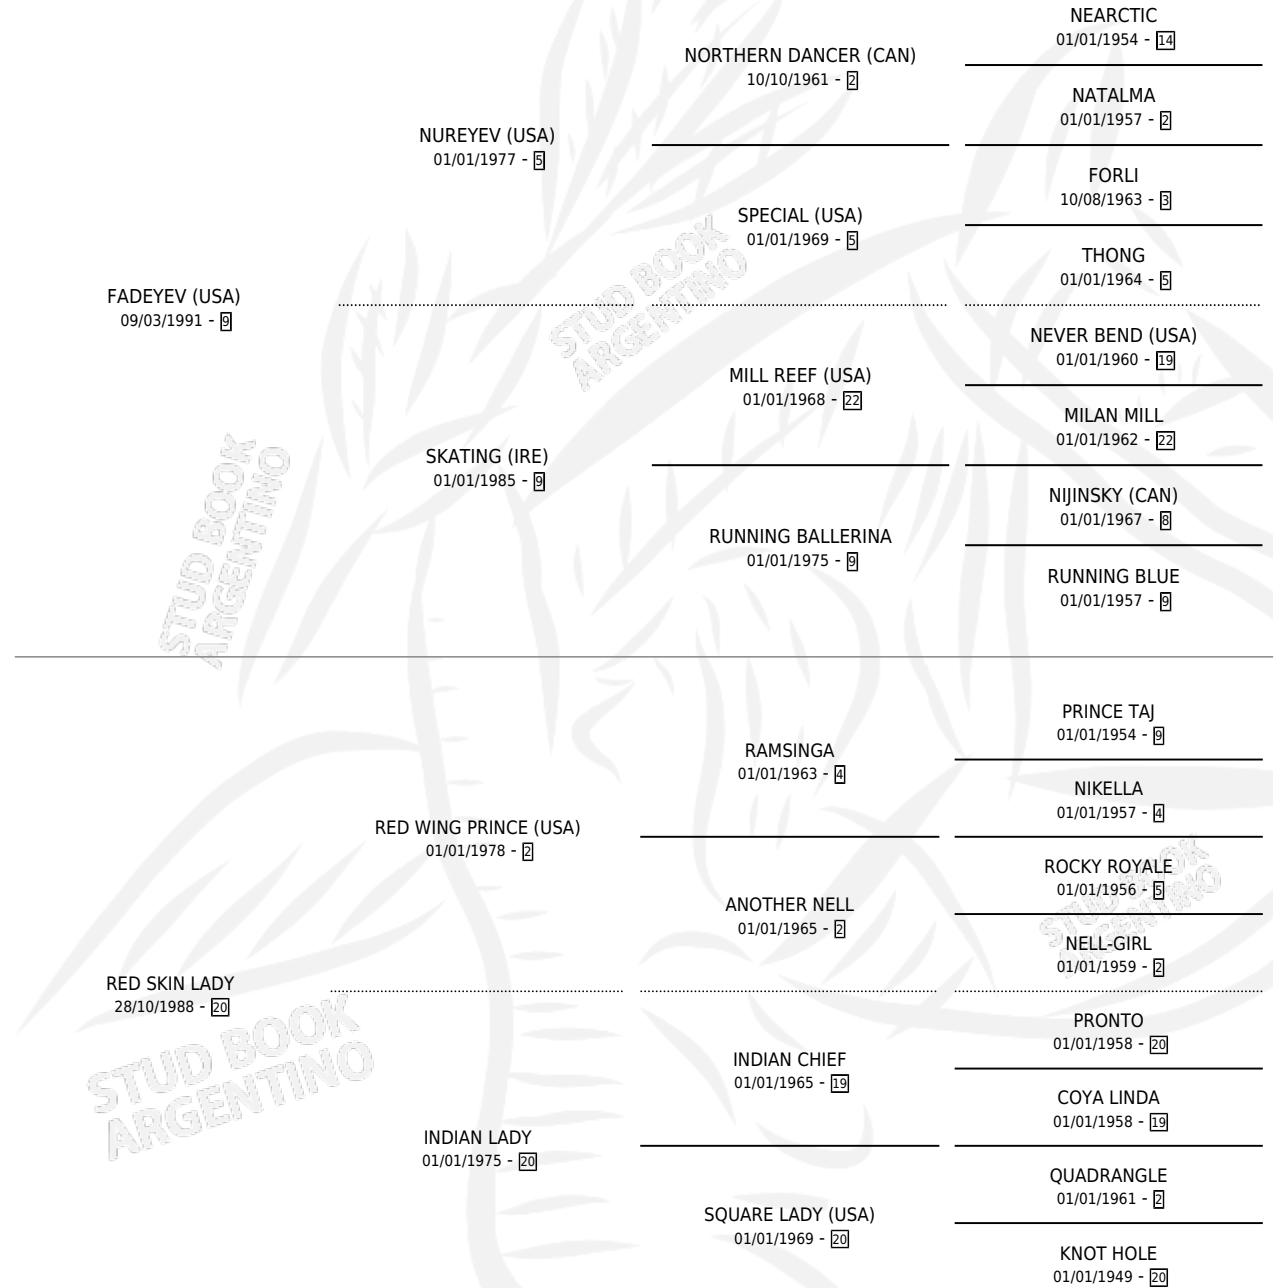 NEARCTIC
01/01/1954 - 14
NORTHERN DANCER (CAN)
10/10/1961 - 2
NATALMA
01/01/1957 - 2
NUREYEV (USA)
01/01/1977 - 5
FORLI
10/08/1963 - 3
SPECIAL (USA)
01/01/1969 - 5
THONG
01/01/1964 - 5
FADEYEV (USA)
09/03/1991 - 9
NEVER BEND (USA)
01/01/1960 - 19
MILL REEF (USA)
01/01/1968 - 22
MILAN MILL
01/01/1962 - 22
SKATING (IRE)
01/01/1985 - 9
NIJINSKY (CAN)
01/01/1967 - 8
RUNNING BALLERINA
01/01/1975 - 9
RUNNING BLUE
01/01/1957 - 9
STUD BOOK
ARGENTINO
STUD BOOK
ARGENTINO
PRINCE TAJ
01/01/1954 - 9
RAMSINGA
01/01/1963 - 4
NIKELLA
01/01/1957 - 4
RED WING PRINCE (USA)
01/01/1978 - 2
ROCKY ROYALE
01/01/1956 - 5
ANOTHER NELL
01/01/1965 - 2
NELL-GIRL
01/01/1959 - 2
STUD BOOK
ARGENTINO
RED SKIN LADY
28/10/1988 - 20
PRONTO
01/01/1958 - 20
INDIAN CHIEF
01/01/1965 - 19
COYA LINDA
01/01/1958 - 19
STUD BOOK
ARGENTINO
INDIAN LADY
01/01/1975 - 20
QUADRANGLE
01/01/1961 - 2
SQUARE LADY (USA)
01/01/1969 - 20
KNOT HOLE
01/01/1949 - 20